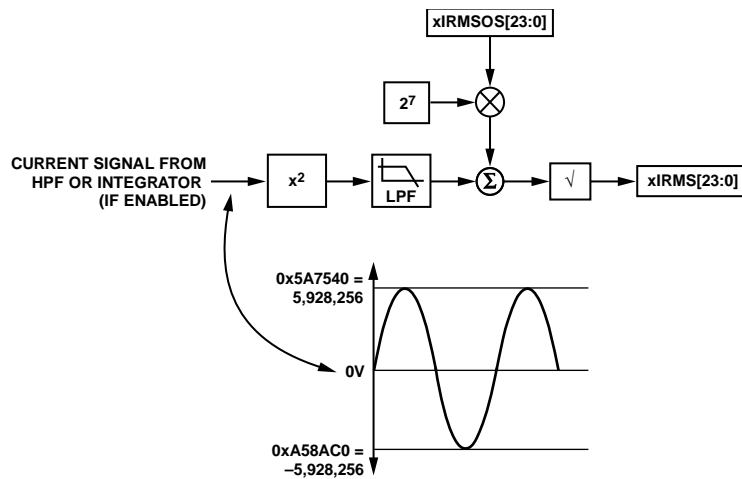 xIRMSOS[23:0]
2⁷
CURRENT SIGNAL FROM
HPF OR INTEGRATOR
(IF ENABLED)
x²
LPF
Σ
√
xIRMS[23:0]
0x5A7540 =
5,928,256
0V
0xA58AC0 =
–5,928,256